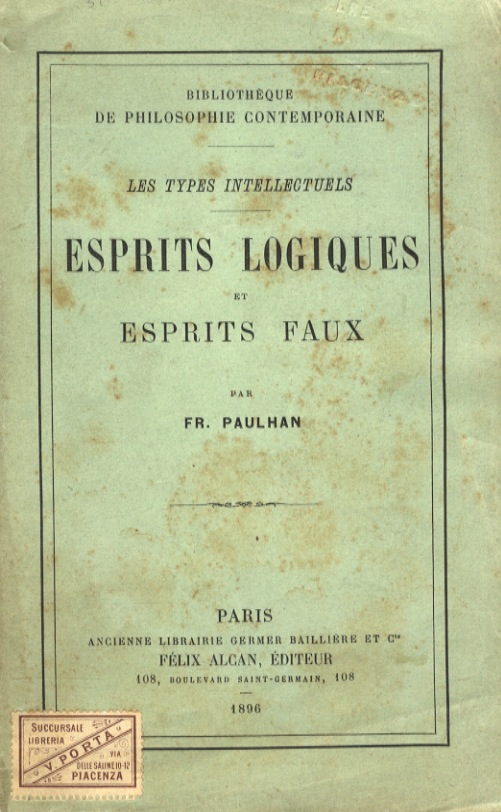 BIBLIOTHÈQUE
DE PHILOSOPHIE CONTEMPORAINE
LES TYPES INTELLECTUELS
ESPRITS LOGIQUES
ET
ESPRITS FAUX
PAR
FR. PAULHAN
PARIS
ANCIENNE LIBRAIRIE GERMER BAILLIÈRE ET Cie
FÉLIX ALCAN, ÉDITEUR
108, BOULEVARD SAINT-GERMAIN, 108
1896
SUCCURSALE
LIBRERIA
V. PORTA
VIA
DELLE SALINE 10-12
PIACENZA